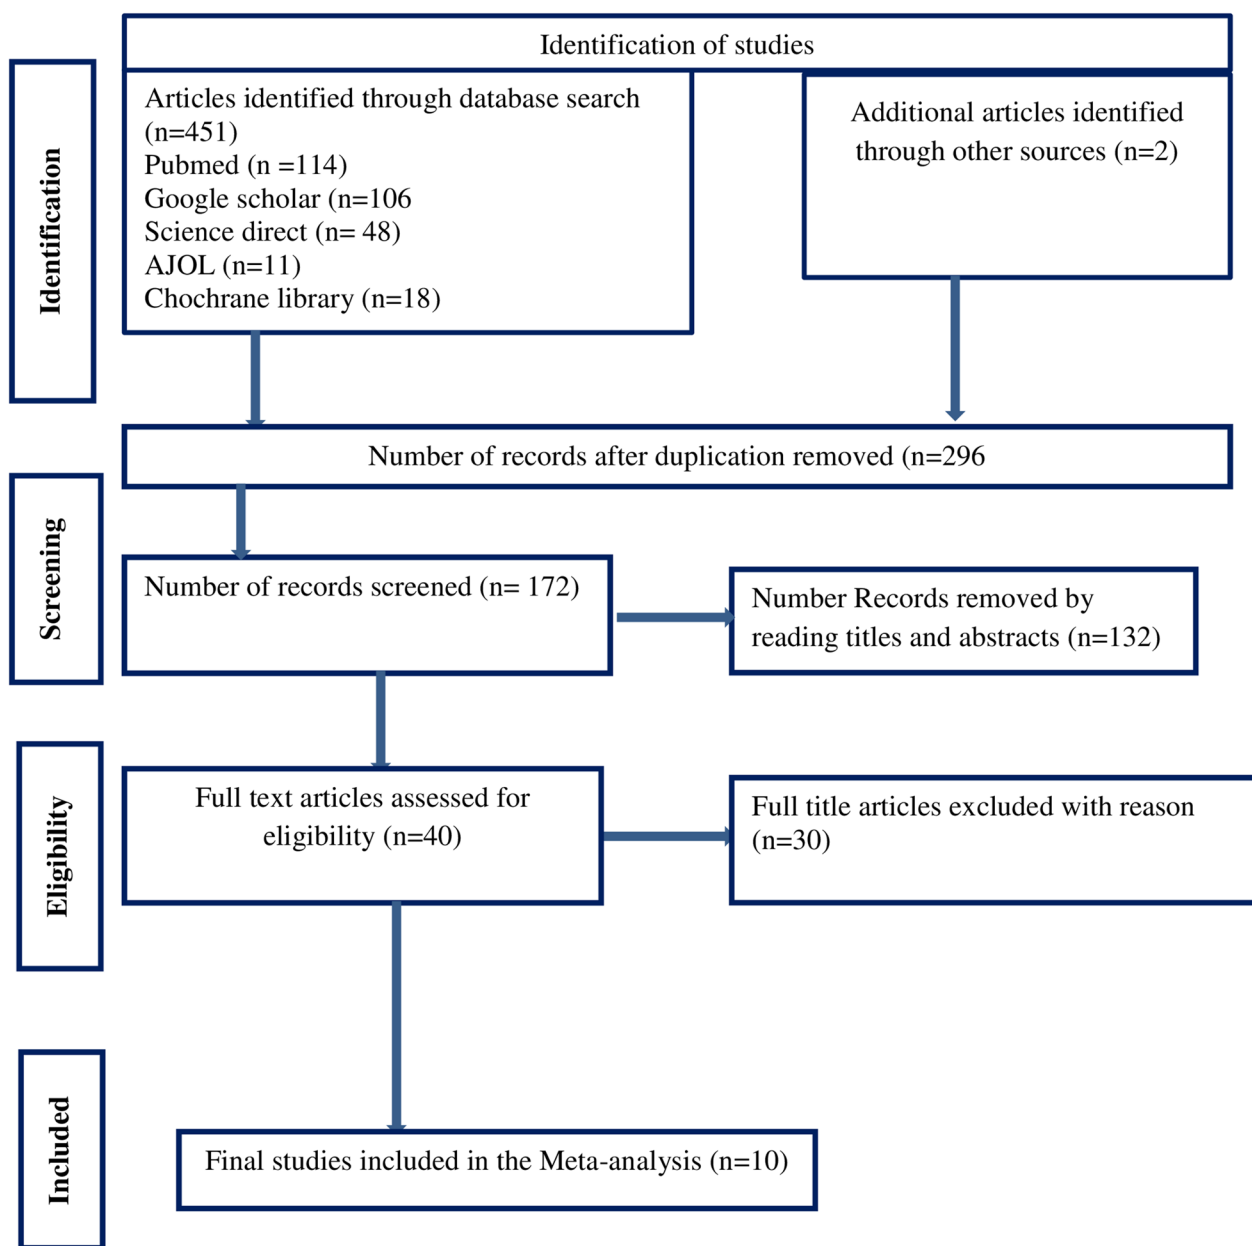 Identification of studies
Identification
Articles identified through database search
(n=451)
Pubmed (n =114)
Google scholar (n=106
Science direct (n= 48)
AJOL (n=11)
Chochrane library (n=18)
Additional articles identified
through other sources (n=2)
Number of records after duplication removed (n=296
Screening
Number of records screened (n= 172)
Number Records removed by
reading titles and abstracts (n=132)
Eligibility
Full text articles assessed for
eligibility (n=40)
Full title articles excluded with reason
(n=30)
Included
Final studies included in the Meta-analysis (n=10)